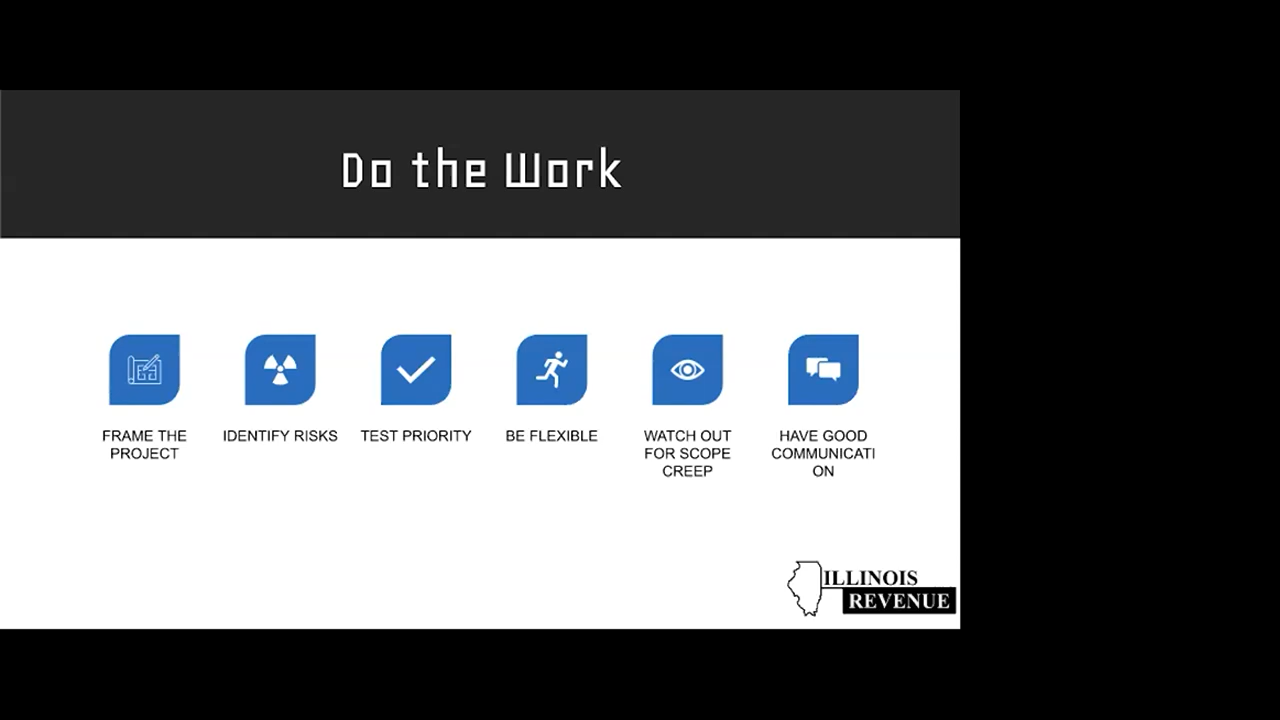 Do the Work
FRAME THE
PROJECT
IDENTIFY RISKS
TEST PRIORITY
BE FLEXIBLE
WATCH OUT
FOR SCOPE
CREEP
HAVE GOOD
COMMUNICATI
ON
ILLINOIS
REVENUE